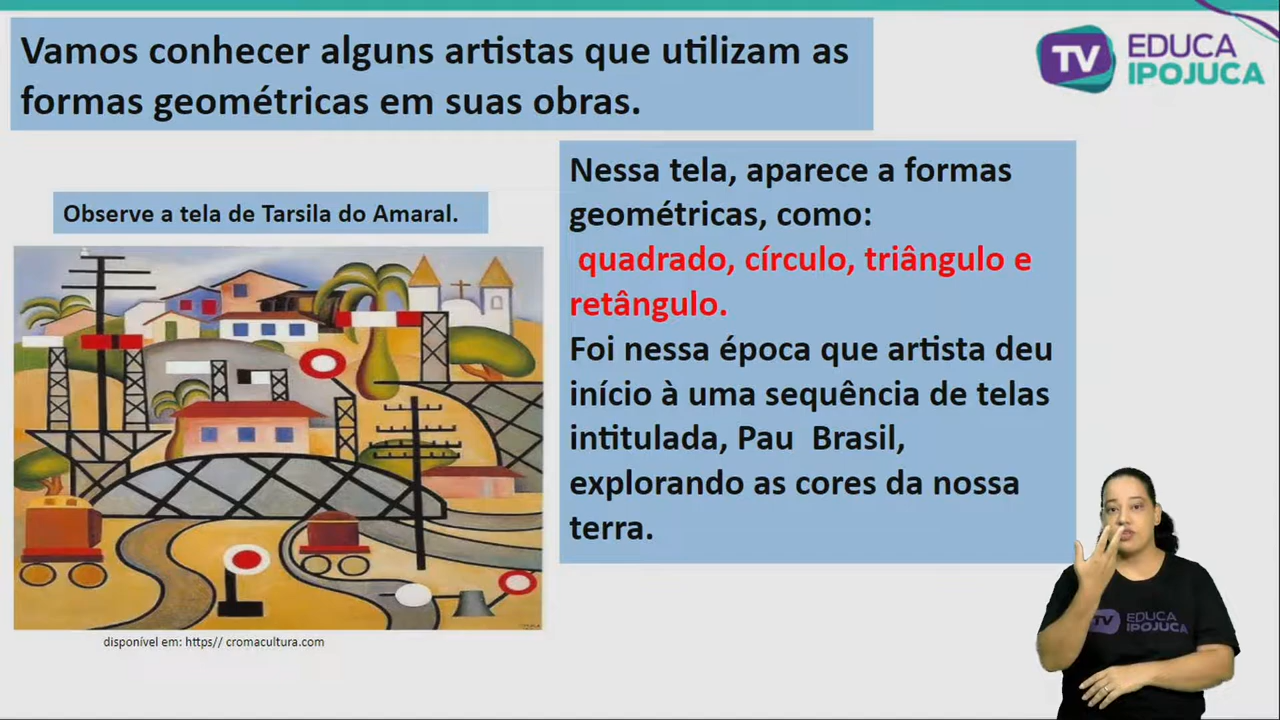 Vamos conhecer alguns artistas que utilizam as
formas geométricas em suas obras.
TV EDUCA
IPOJUCA
Observe a tela de Tarsila do Amaral.
Nessa tela, aparece a formas
geométricas, como:
quadrado, círculo, triângulo e
retângulo.
Foi nessa época que artista deu
início à uma sequência de telas
intitulada, Pau Brasil,
explorando as cores da nossa
terra.
disponível em: https// cromacultura.com
TV EDUCA
IPOJUCA